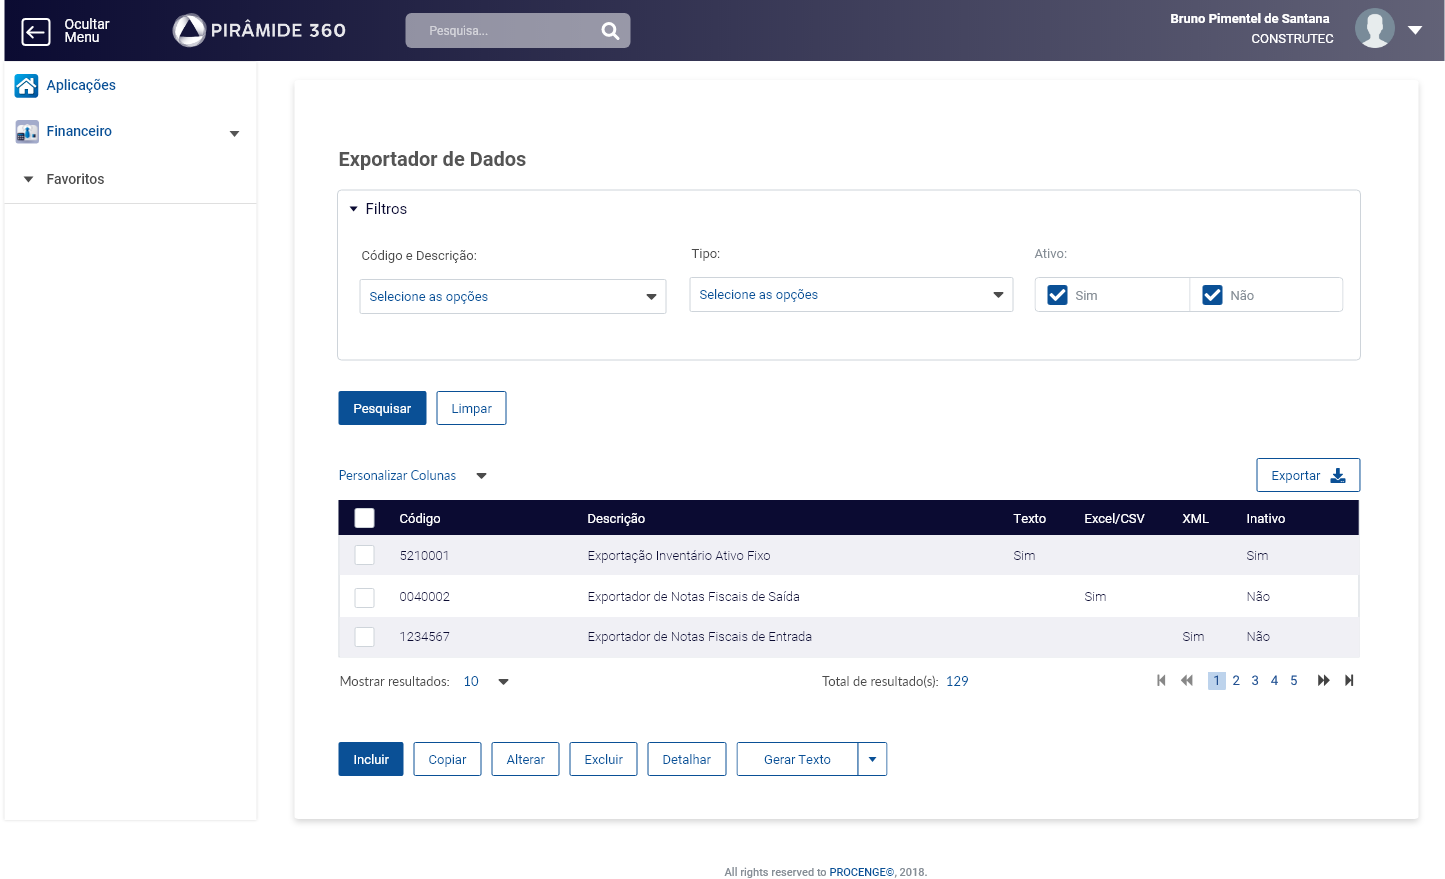 Ocultar
Menu
PIRÂMIDE 360
Pesquisa...
Bruno Pimentel de Santana
CONSTRUTEC
Aplicações
Financeiro
Favoritos
Exportador de Dados
Filtros
Código e Descrição: Tipo: Ativo:
Selecione as opções Selecione as opções Sim Não
Pesquisar Limpar
Personalizar Colunas Exportar
Código Descrição Texto Excel/CSV XML Inativo
5210001 Exportação Inventário Ativo Fixo Sim Sim
0040002 Exportador de Notas Fiscais de Saída Sim Não
1234567 Exportador de Notas Fiscais de Entrada Sim Não
Mostrar resultados: 10 Total de resultado(s): 129 1 2 3 4 5
Incluir Copiar Alterar Excluir Detalhar Gerar Texto
All rights reserved to PROCENGE©, 2018.